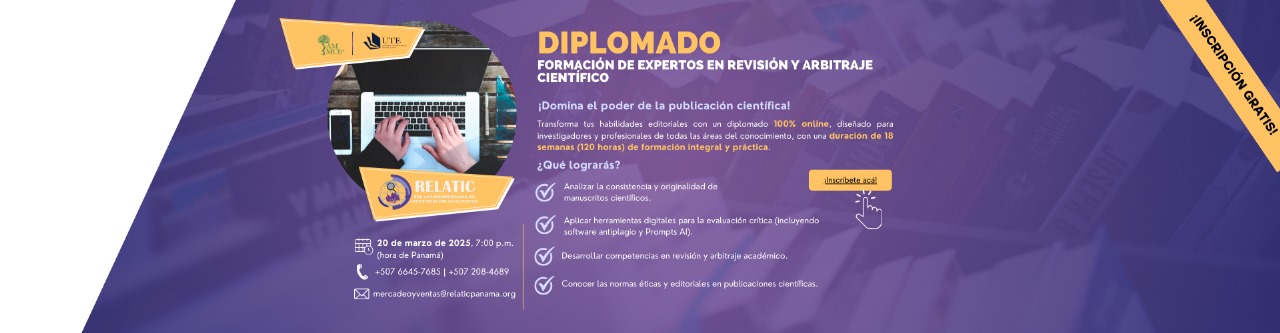 UTE
RELATIC
20 de marzo de 2025, 7:00 p.m.
(hora de Panamá)
+507 6645-7685 | +507 208-4689
mercadeoyventas@relaticpanama.org
DIPLOMADO
FORMACIÓN DE EXPERTOS EN REVISIÓN Y ARBITRAJE
CIENTÍFICO
¡Domina el poder de la publicación científica!
Transforma tus habilidades editoriales con un diplomado 100% online, diseñado para
investigadores y profesionales de todas las áreas del conocimiento, con una duración de 18
semanas (120 horas) de formación integral y práctica.
¿Qué lograrás?
Analizar la consistencia y originalidad de
manuscritos científicos.
Aplicar herramientas digitales para la evaluación crítica (incluyendo
software antiplagio y Prompts AI).
Desarrollar competencias en revisión y arbitraje académico.
Conocer las normas éticas y editoriales en publicaciones científicas.
¡Inscríbete acá!
¡INSCRIPCIÓN GRATIS!